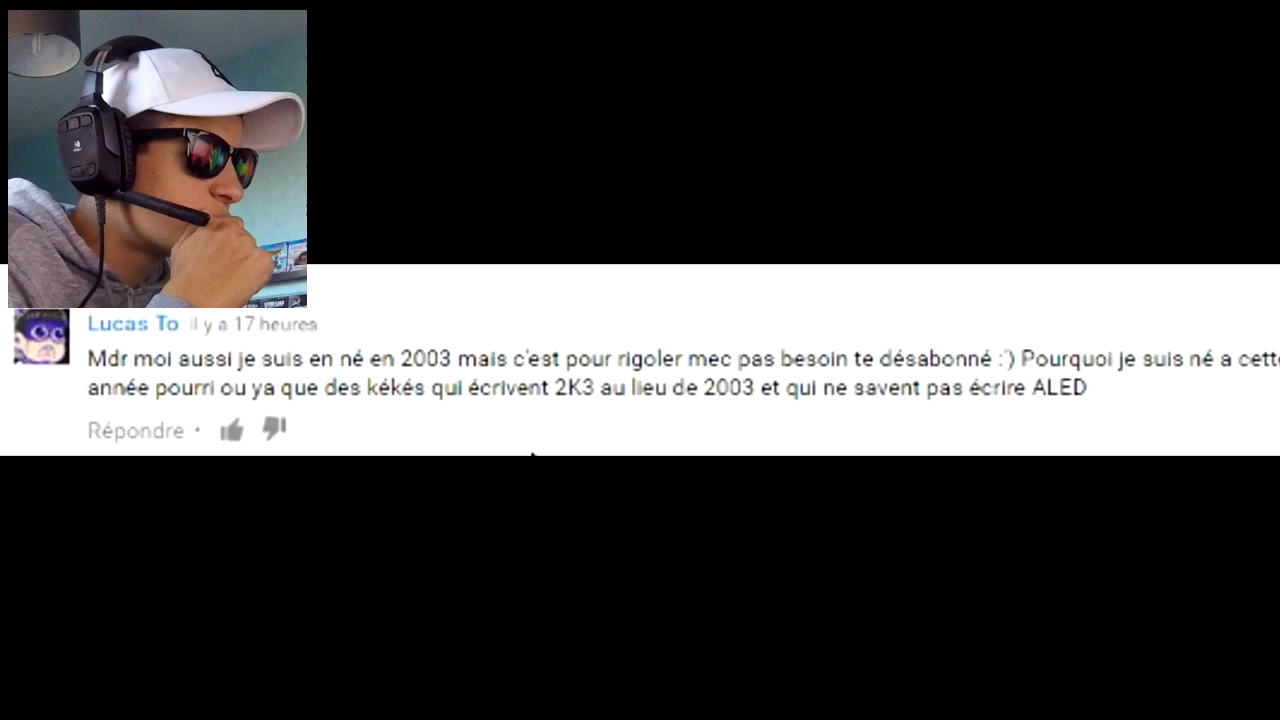 Lucas To il y a 17 heures
Mdr moi aussi je suis en né en 2003 mais c'est pour rigoler mec pas besoin te désabonné :') Pourquoi je suis né a cette
année pourri ou ya que des kékés qui écrivent 2K3 au lieu de 2003 et qui ne savent pas écrire ALED
Répondre •